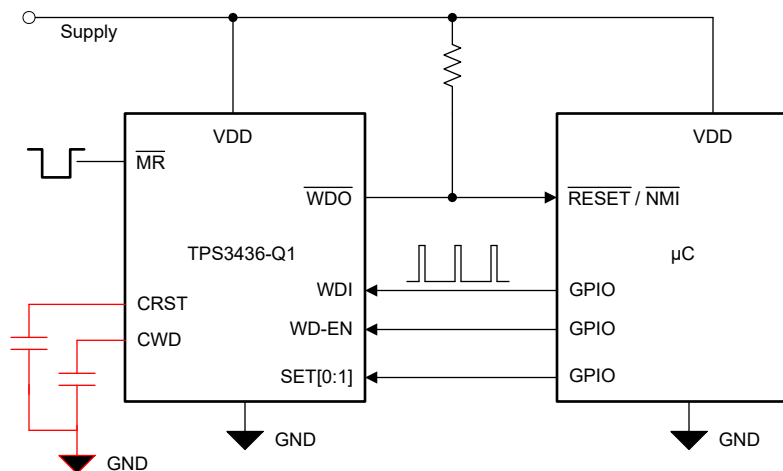 Supply
VDD
VDD
MR
WDO
RESET / NMI
TPS3436-Q1
µC
WDI
GPIO
CRST
WD-EN
GPIO
CWD
SET[0:1]
GPIO
GND
GND
GND